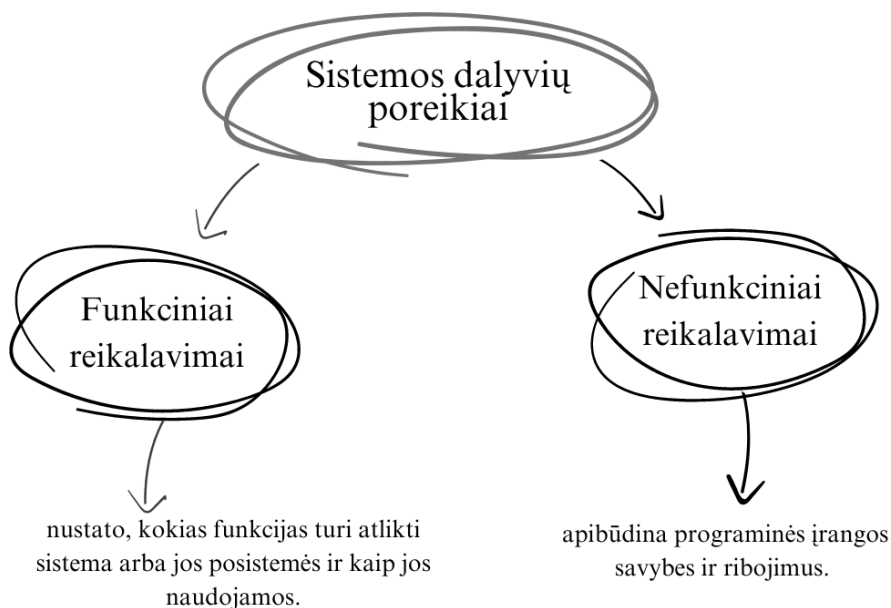 Sistemos dalyvių
poreikiai
Funkciniai
reikalavimai
Nefunkciniai
reikalavimai
nustato, kokias funkcijas turi atlikti
sistema arba jos posistemės ir kaip jos
naudojamos.
apibūdina programinės įrangos
savybes ir ribojimus.